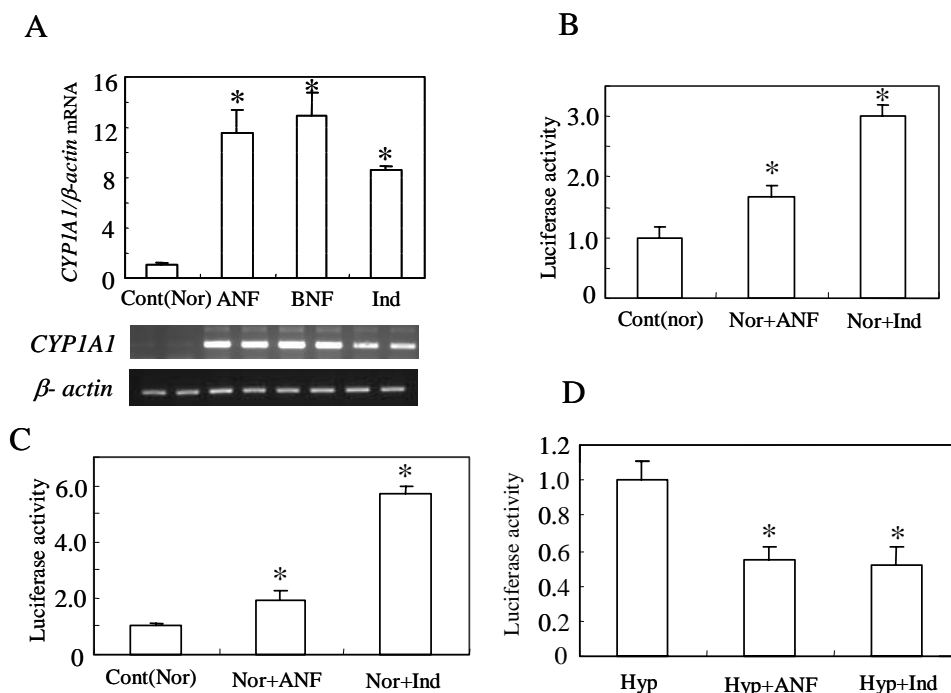 A
CYP1A1/β-actin mRNA
16
12
8
4
0
*
*
*
Cont(Nor) ANF BNF Ind
CYP1A1
β- actin
B
Luciferase activity
3.0
2.0
1.0
0.0
*
*
Cont(nor) Nor+ANF Nor+Ind
C
Luciferase activity
6.0
4.0
2.0
0
*
*
Cont(Nor) Nor+ANF Nor+Ind
D
Luciferase activity
1.2
1.0
0.8
0.6
0.4
0.2
0
*
*
Hyp Hyp+ANF Hyp+Ind